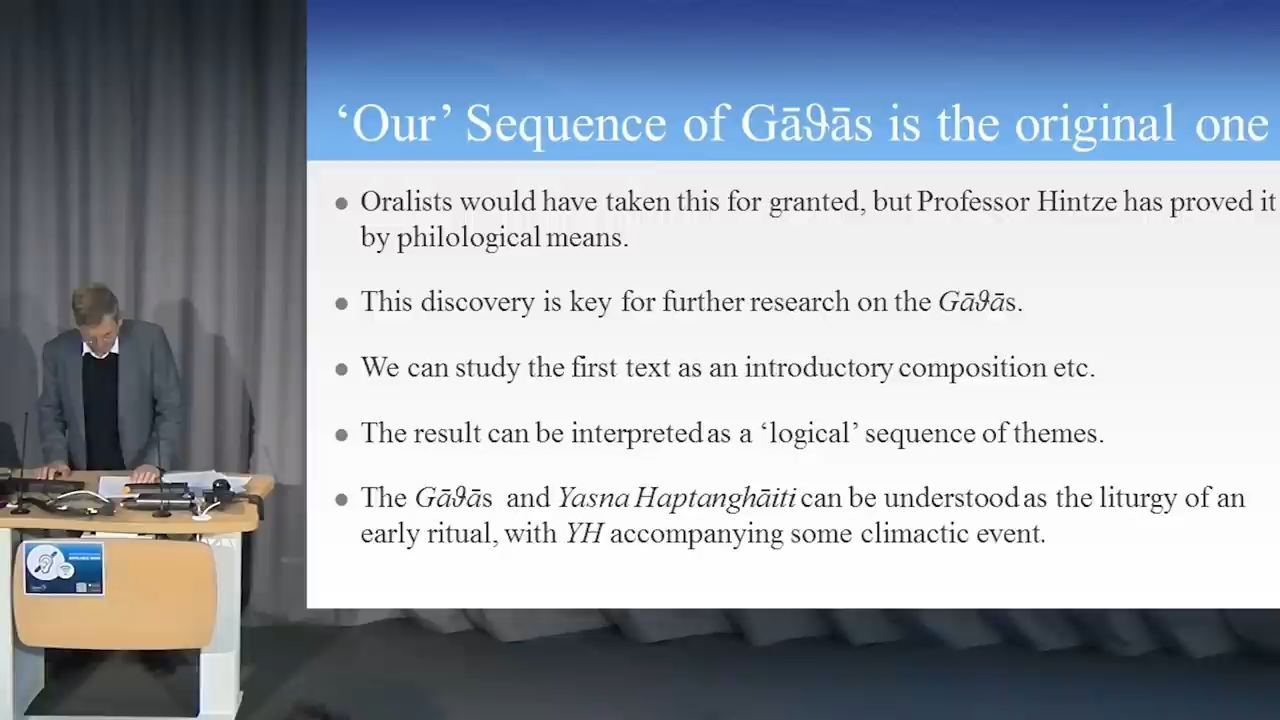 ‘Our’ Sequence of Gāϑās is the original one
Oralists would have taken this for granted, but Professor Hintze has proved it
by philological means.
This discovery is key for further research on the Gāϑās.
We can study the first text as an introductory composition etc.
The result can be interpreted as a ‘logical’ sequence of themes.
The Gāϑās and Yasna Haptanghāiti can be understood as the liturgy of an
early ritual, with YH accompanying some climactic event.